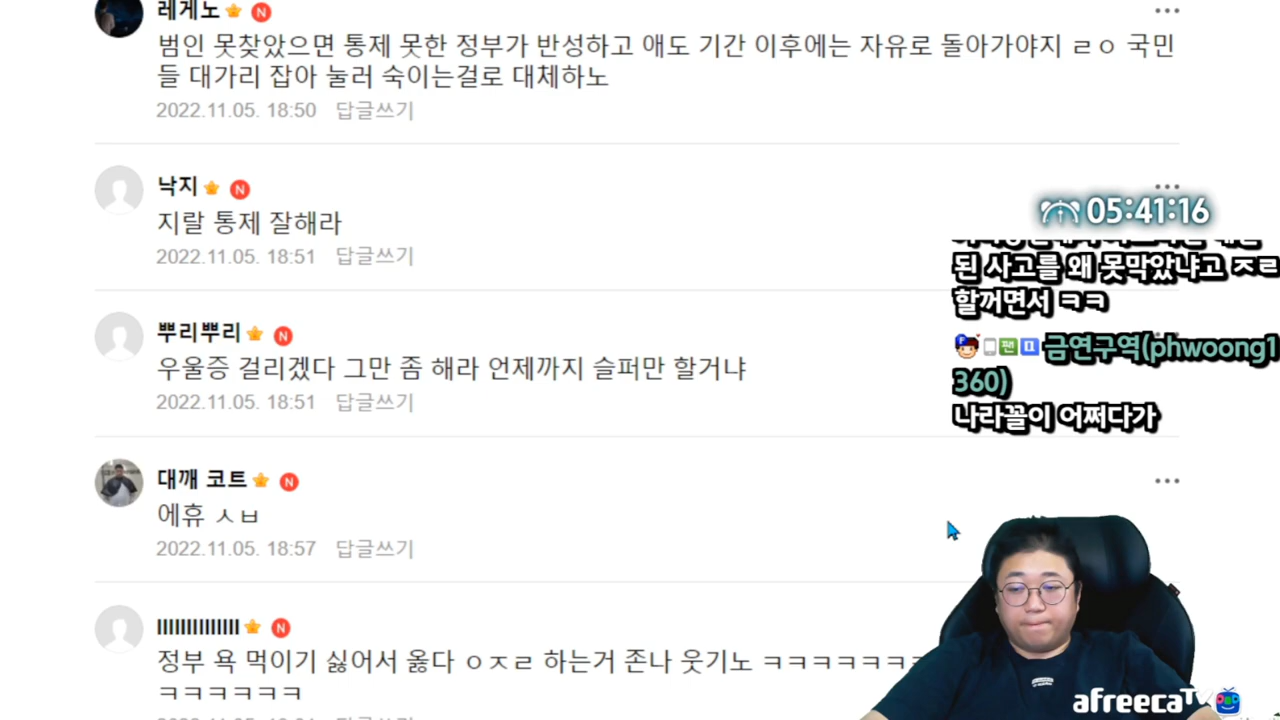 레게노
범인 못찾았으면 통제 못한 정부가 반성하고 애도 기간 이후에는 자유로 돌아가야지 ㄹㅇ 국민
들 대가리 잡아 눌러 숙이는걸로 대체하노
2022.11.05. 18:50 답글쓰기
낙지
지랄 통제 잘해라
2022.11.05. 18:51 답글쓰기
뿌리뿌리
우울증 걸리겠다 그만 좀 해라 언제까지 슬퍼만 할거냐
2022.11.05. 18:51 답글쓰기
대깨 코트
에휴 ㅅㅂ
2022.11.05. 18:57 답글쓰기
llllllllllllll
정부 욕 먹이기 싫어서 옳다 ㅇㅈㄹ 하는거 존나 웃기노 ㅋㅋㅋㅋㅋㅋ
ㅋㅋㅋㅋㅋㅋ
05:41:16
된 사고를 왜 못막았냐고 ㅈㄹ
할꺼면서 ㅋㅋ
금연구역(phwoong1
360)
나라꼴이 어쩌다가
afreecaTV